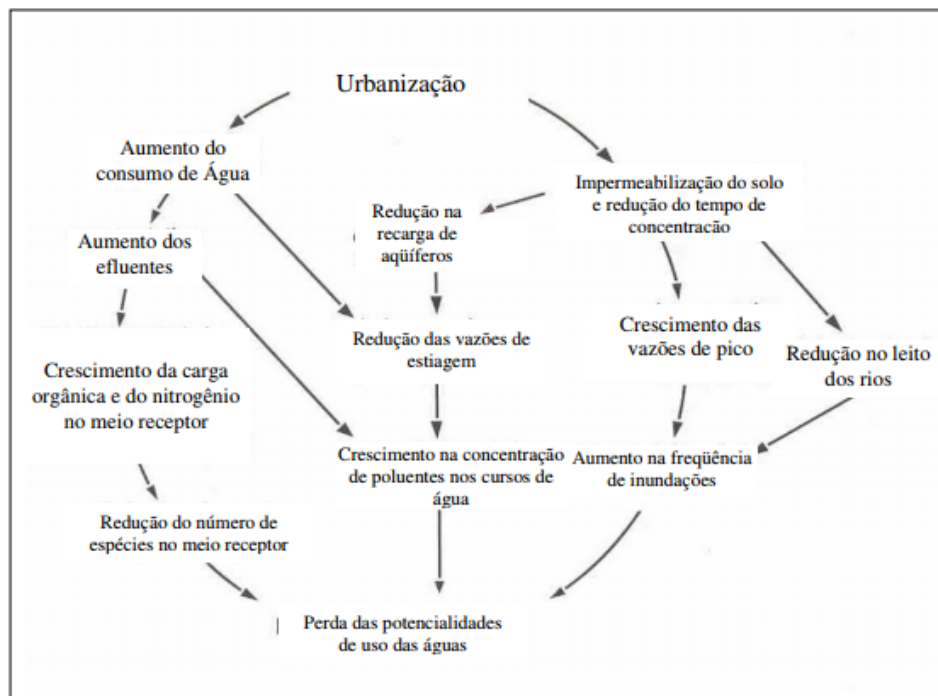 Urbanização
Aumento do
consumo de Água
Impermeabilização do solo
e redução do tempo de
concentracão
Redução na
recarga de
aqüíferos
Aumento dos
efluentes
Redução das vazões de
estiagem
Crescimento das
vazões de pico
Redução no leito
dos rios
Crescimento da carga
orgânica e do nitrogênio
no meio receptor
Crescimento na concentração
de poluentes nos cursos de
água
Aumento na freqüência
de inundações
Redução do número de
espécies no meio receptor
Perda das potencialidades
de uso das águas